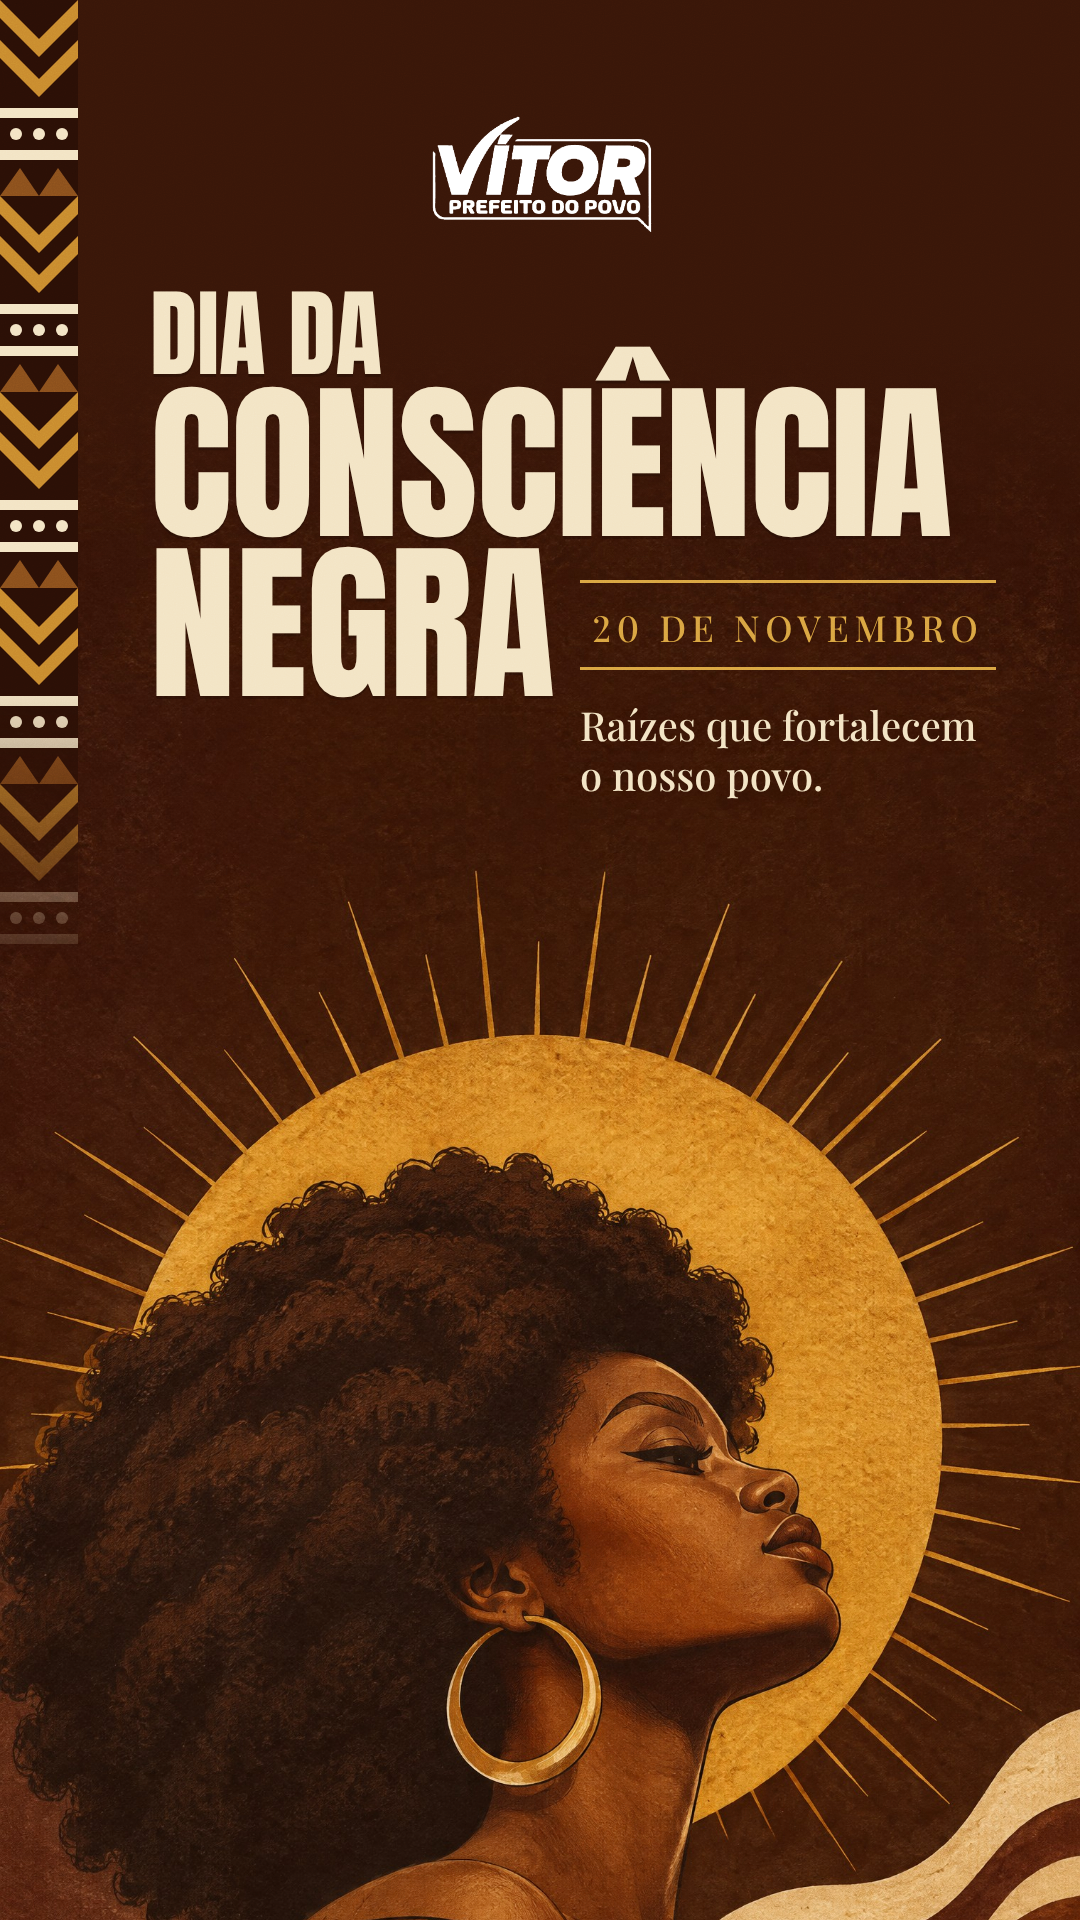 VÍTOR
PREFEITO DO POVO
DIA DA
CONSCIÊNCIA
NEGRA
20 DE NOVEMBRO
Raízes que fortalecem
o nosso povo.